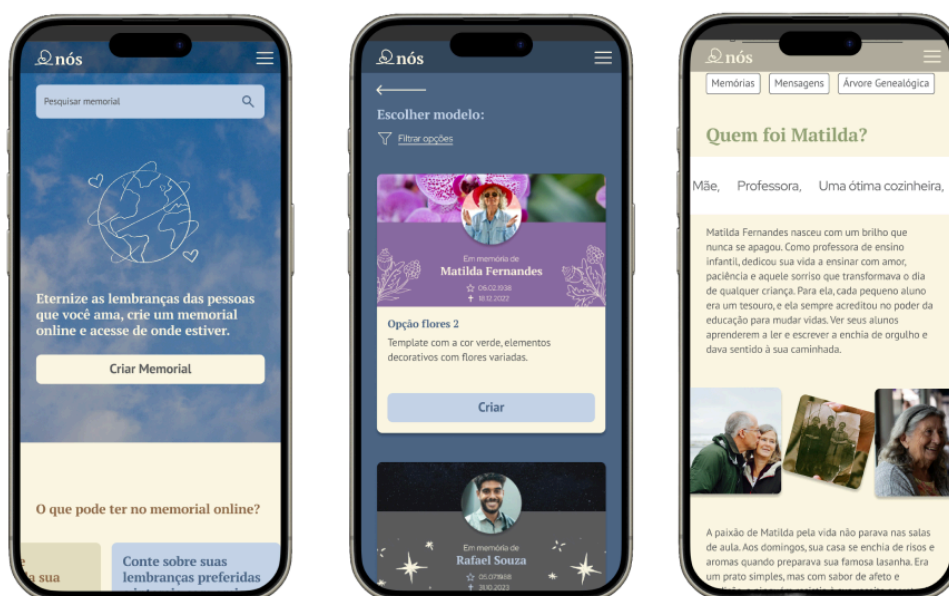 nós
Pesquisar memorial
Eternize as lembranças das pessoas
que você ama, crie um memorial
online e acesse de onde estiver.
Criar Memorial
O que pode ter no memorial online?
sua
Conte sobre suas
lembranças preferidas
nós
Escolher modelo:
Filtrar opções
Em memória de
Matilda Fernandes
06.02.1938
18.12.2022
Opção flores 2
Template com a cor verde, elementos
decorativos com flores variadas.
Criar
Em memória de
Rafael Souza
nós
Memórias
Mensagens
Árvore Genealógica
Quem foi Matilda?
Mãe, Professora, Uma ótima cozinheira,
Matilda Fernandes nasceu com um brilho que
nunca se apagou. Como professora de ensino
infantil, dedicou sua vida a ensinar com amor,
paciência e aquele sorriso que transformava o dia
de qualquer criança. Para ela, cada pequeno aluno
era um tesouro, e ela sempre acreditou no poder da
educação para mudar vidas. Ver seus alunos
aprenderem a ler e escrever a enchia de orgulho e
dava sentido à sua caminhada.
A paixão de Matilda pela vida não parava nas salas
de aula. Aos domingos, sua casa se enchia de risos e
aromas quando preparava sua famosa lasanha. Era
um prato simples, mas com sabor de afeto e